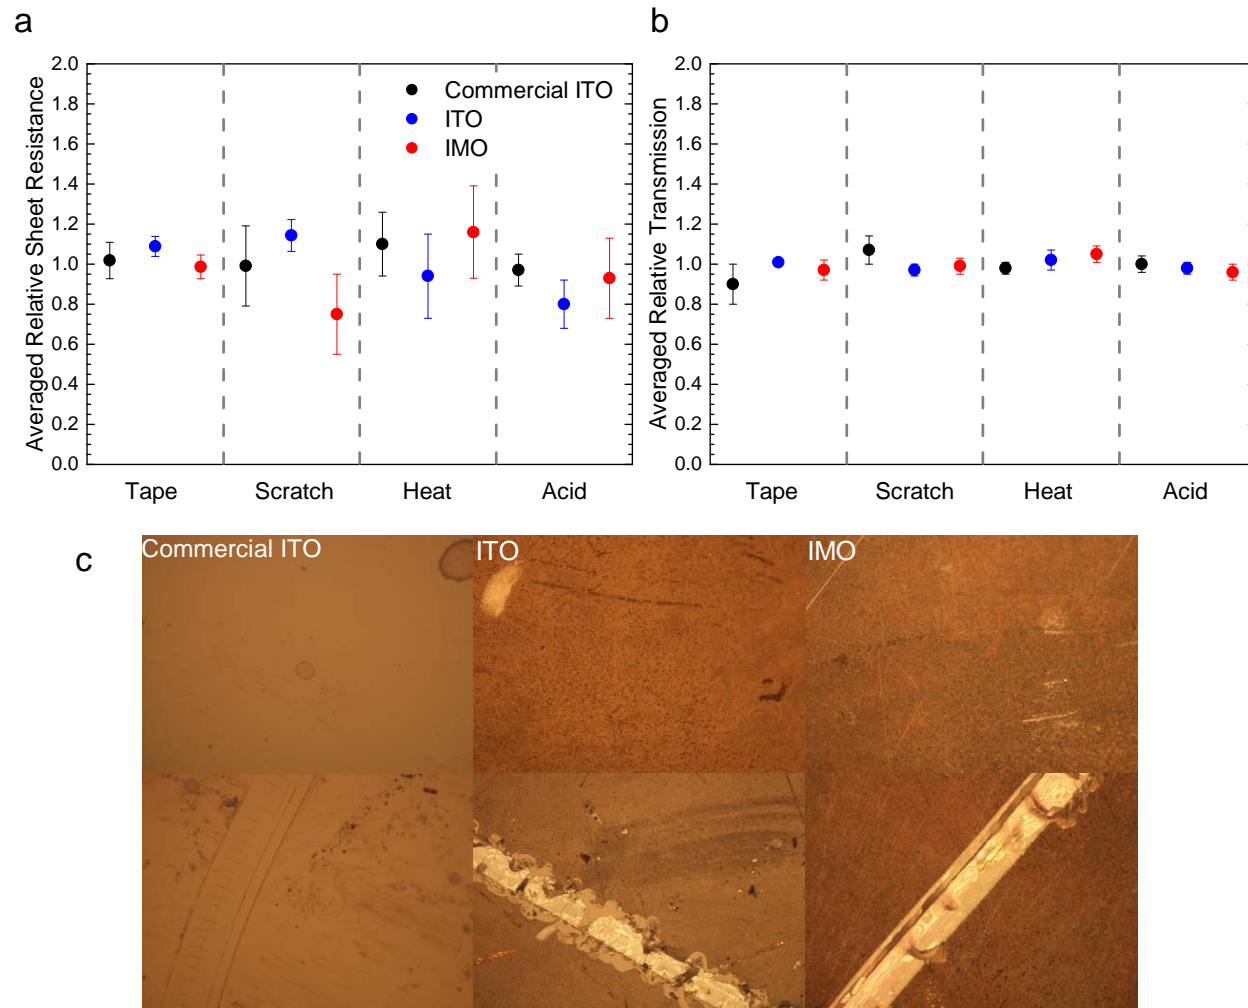 a
Averaged Relative Sheet Resistance
2.0
1.8
1.6
1.4
1.2
1.0
0.8
0.6
0.4
0.2
0.0
Commercial ITO
ITO
IMO
Tape Scratch Heat Acid
b
Averaged Relative Transmission
2.0
1.8
1.6
1.4
1.2
1.0
0.8
0.6
0.4
0.2
0.0
Tape Scratch Heat Acid
c
Commercial ITO
ITO
IMO